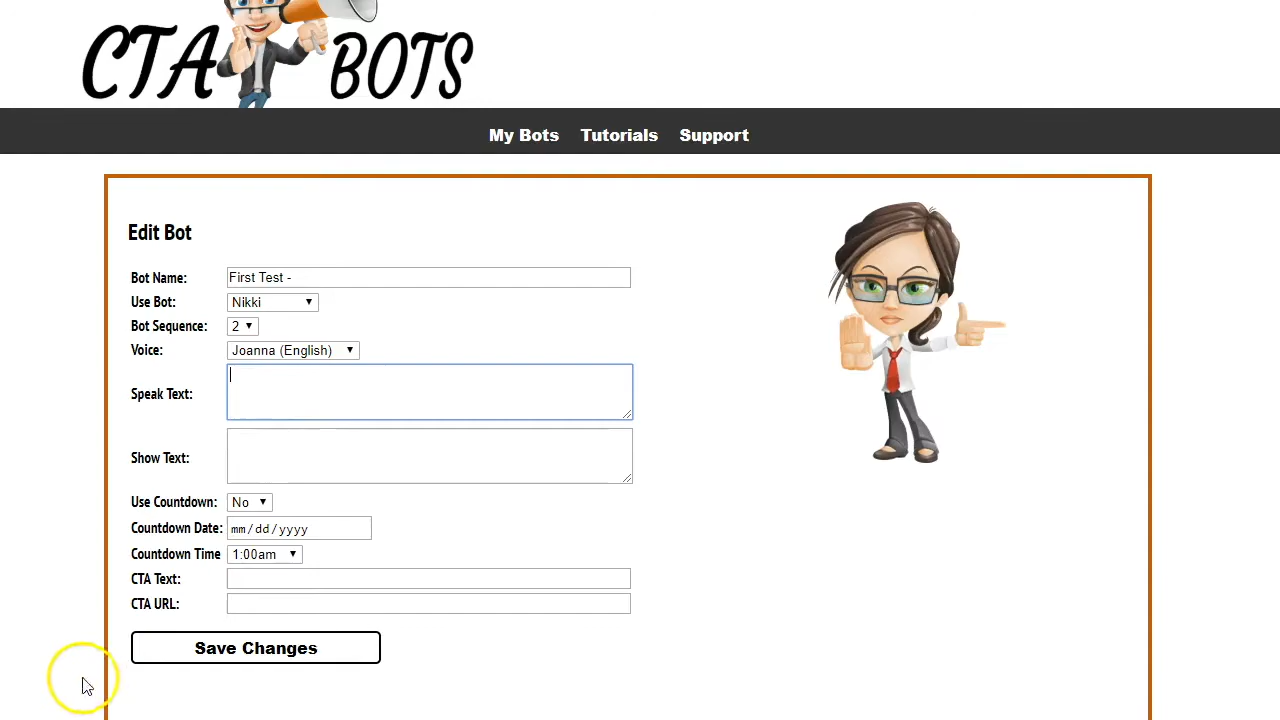 CTA BOTS
My Bots Tutorials Support
Edit Bot
Bot Name: First Test -
Use Bot: Nikki
Bot Sequence: 2
Voice: Joanna (English)
Speak Text:
Show Text:
Use Countdown: No
Countdown Date: mm/dd/yyyy
Countdown Time 1:00am
CTA Text:
CTA URL:
Save Changes